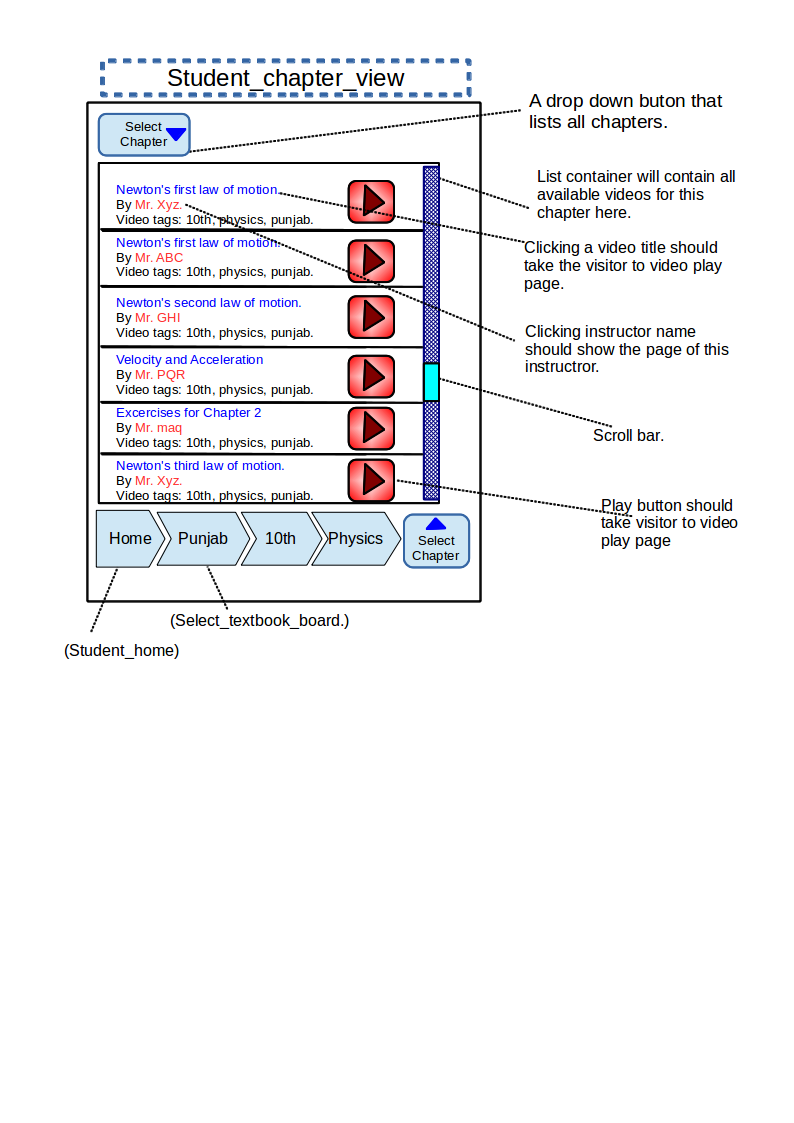 Student_chapter_view
A drop down buton that
lists all chapters.
Select
Chapter
List container will contain all
available videos for this
chapter here.
Newton's first law of motion.
By Mr. Xyz.
Video tags: 10th, physics, punjab.
Clicking a video title should
take the visitor to video play
page.
Newton's first law of motion.
By Mr. ABC
Video tags: 10th, physics, punjab.
Newton's second law of motion.
By Mr. GHI
Video tags: 10th, physics, punjab.
Clicking instructor name
should show the page of this
instructror.
Velocity and Acceleration
By Mr. PQR
Video tags: 10th, physics, punjab.
Excercises for Chapter 2
By Mr. maq
Video tags: 10th, physics, punjab.
Scroll bar.
Newton's third law of motion.
By Mr. Xyz.
Video tags: 10th, physics, punjab.
Play button should
take visitor to video
play page
Home
Punjab
10th
Physics
Select
Chapter
(Select_textbook_board.)
(Student_home)